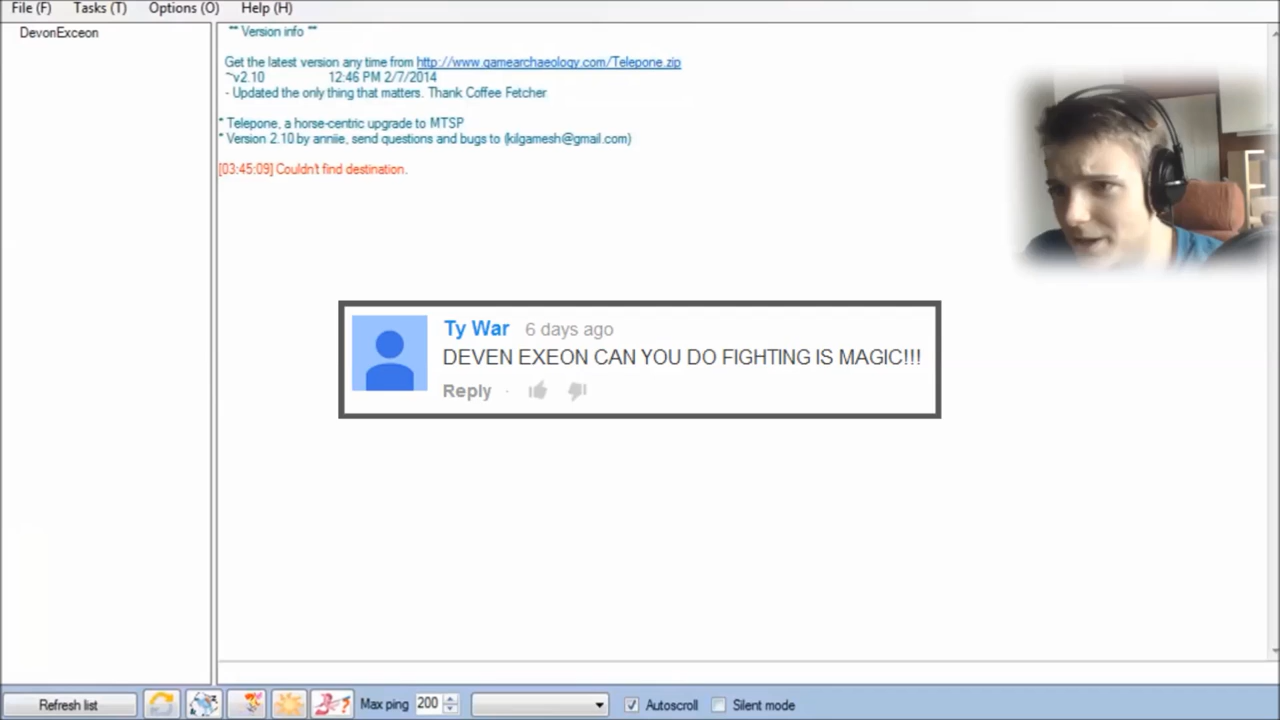 File (F) Tasks (T) Options (O) Help (H)
DevonExceon
** Version info **
Get the latest version any time from http://www.gamearchaeology.com/Telepone.zip
~v2.10 12:46 PM 2/7/2014
- Updated the only thing that matters. Thank Coffee Fetcher
* Telepone, a horse-centric upgrade to MTSP
* Version 2.10 by anniie, send questions and bugs to (kilgamesh@gmail.com)
[03:45:09] Couldn't find destination.
Ty War 6 days ago
DEVEN EXEON CAN YOU DO FIGHTING IS MAGIC!!!
Reply ·
Refresh list Max ping 200 Autoscroll Silent mode